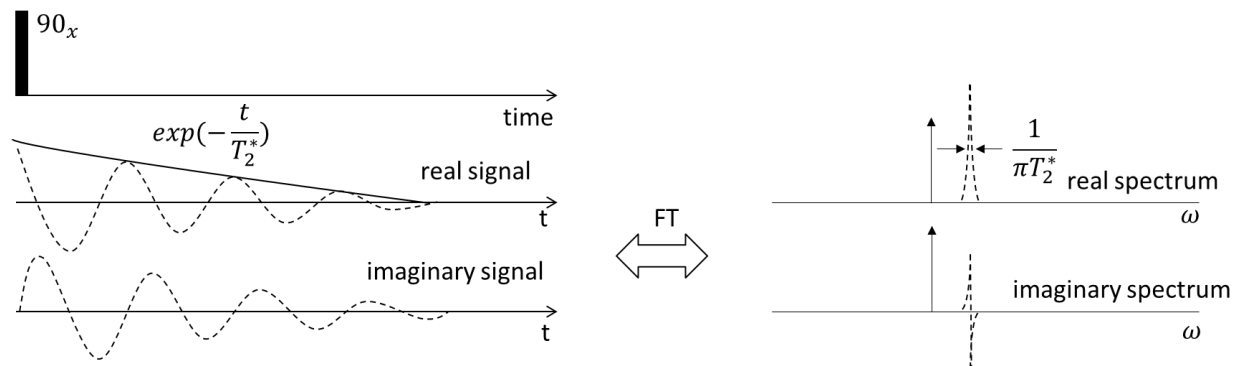 90ₓ
time
exp(-t/T₂*)
real signal
t
FT
imaginary signal
t
1/πT₂*
real spectrum
ω
imaginary spectrum
ω